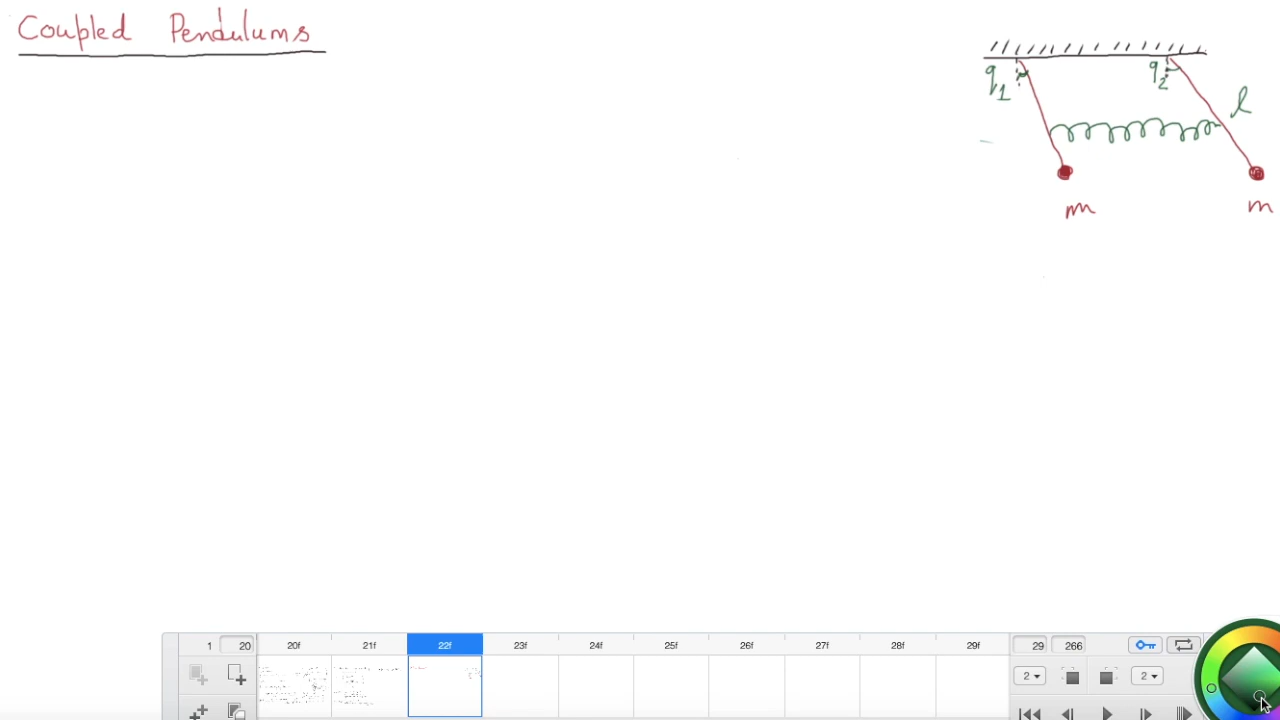 Coupled Pendulums
q1
q2
l
m
m
1 20 20f 21f 22f 23f 24f 25f 26f 27f 28f 29f 29 266
2 2